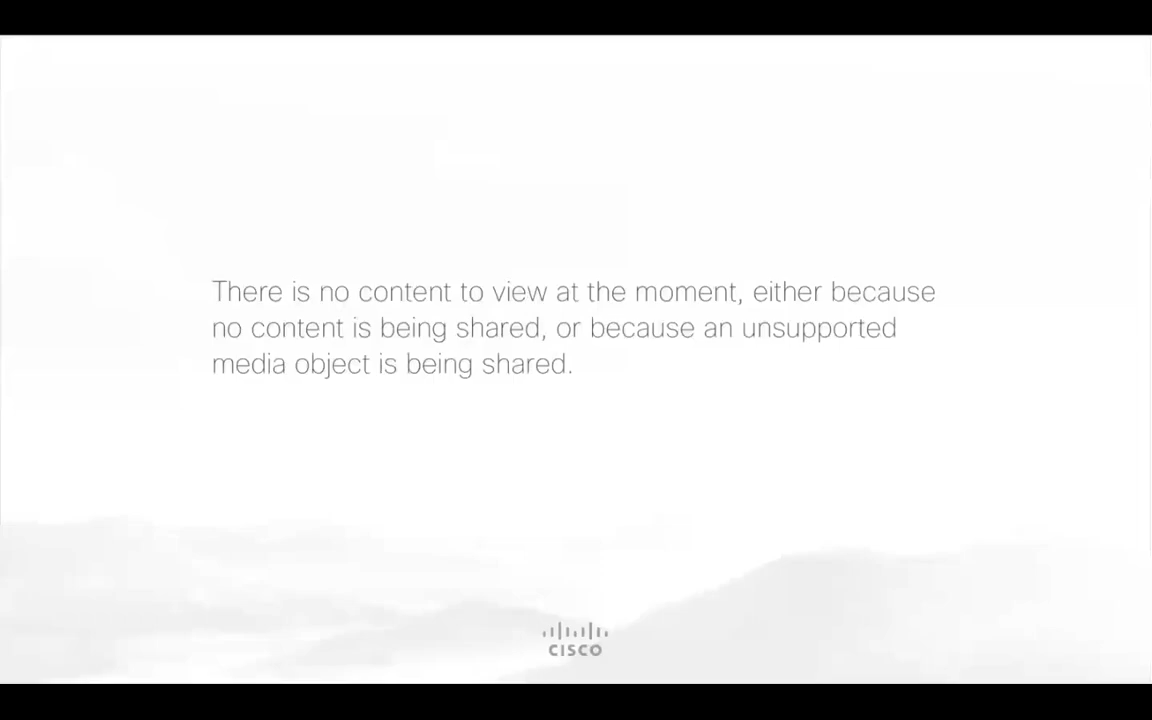 There is no content to view at the moment, either because
no content is being shared, or because an unsupported
media object is being shared.
CISCO